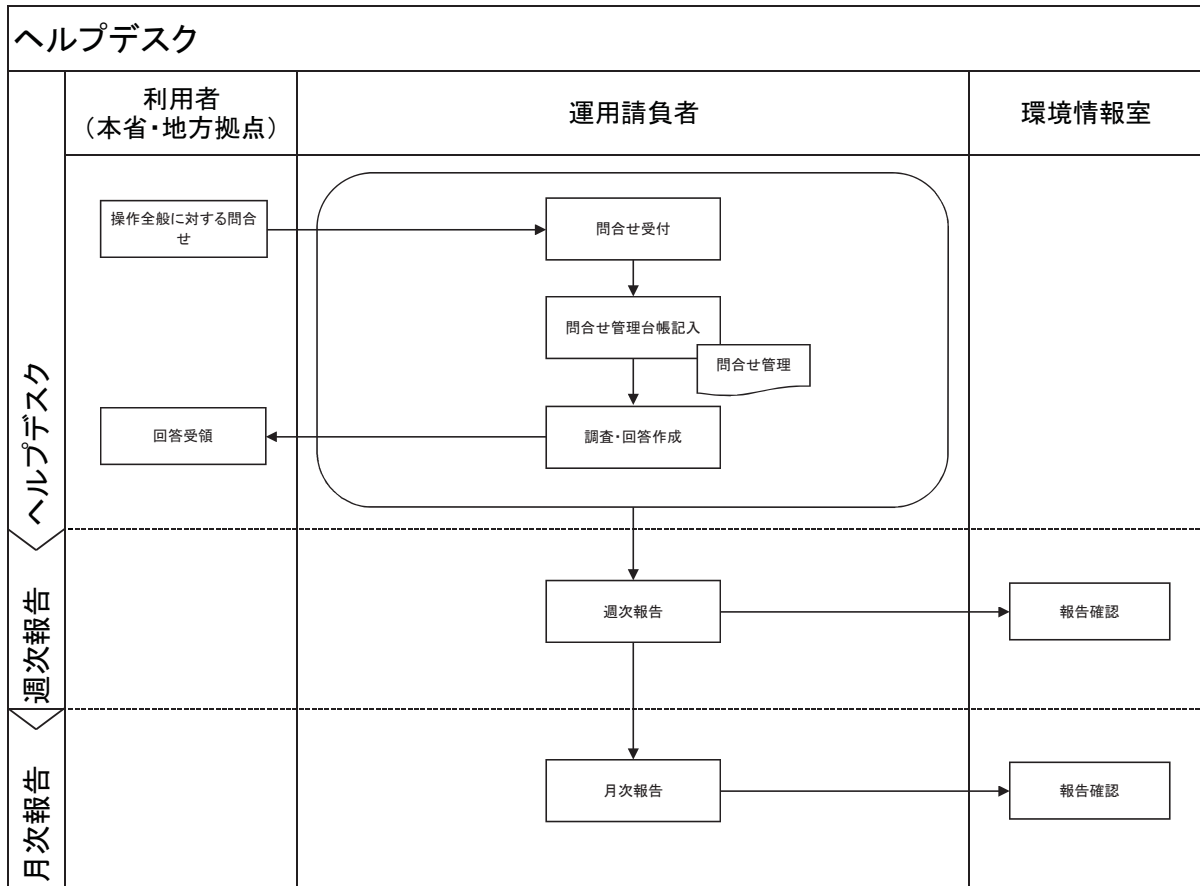 ヘルプデスク
利用者
（本省・地方拠点）
運用請負者
環境情報室
ヘルプデスク
操作全般に対する問合
せ
問合せ受付
問合せ管理台帳記入
問合せ管理
回答受領
調査・回答作成
週次報告
週次報告
報告確認
月次報告
月次報告
報告確認